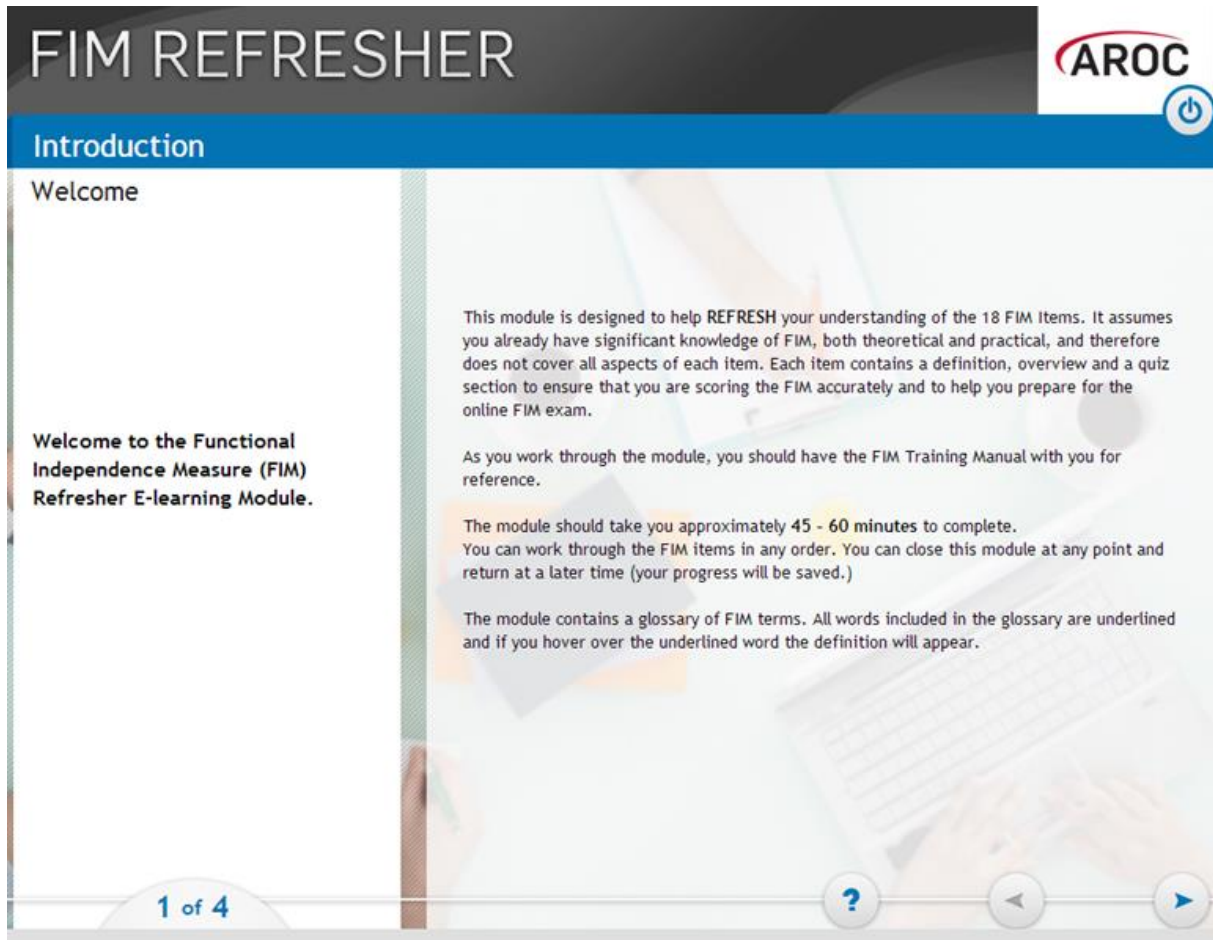 FIM REFRESHER
AROC
Introduction
Welcome
Welcome to the Functional
Independence Measure (FIM)
Refresher E-learning Module.
This module is designed to help REFRESH your understanding of the 18 FIM Items. It assumes
you already have significant knowledge of FIM, both theoretical and practical, and therefore
does not cover all aspects of each item. Each item contains a definition, overview and a quiz
section to ensure that you are scoring the FIM accurately and to help you prepare for the
online FIM exam.
As you work through the module, you should have the FIM Training Manual with you for
reference.
The module should take you approximately 45 - 60 minutes to complete.
You can work through the FIM items in any order. You can close this module at any point and
return at a later time (your progress will be saved.)
The module contains a glossary of FIM terms. All words included in the glossary are underlined
and if you hover over the underlined word the definition will appear.
1 of 4
?